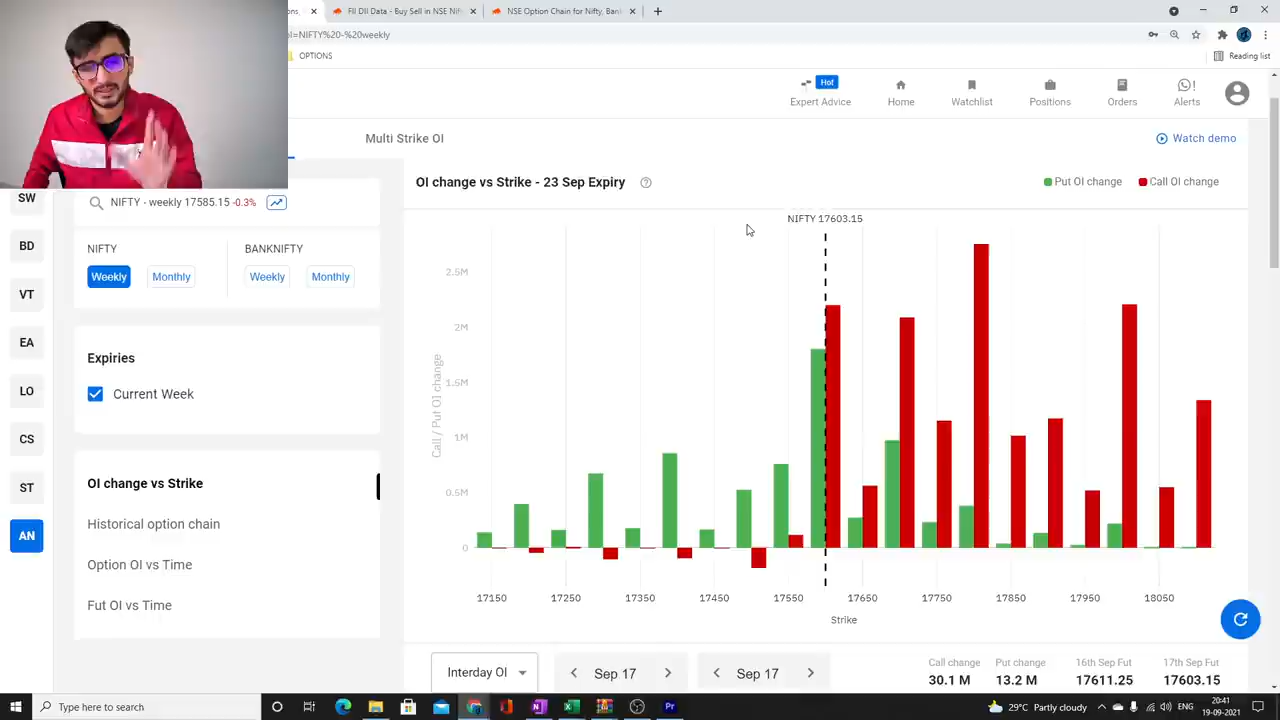 ons,
FII DII Data - Buy Sell in NSE
NSE Option Chain for Nifty, Bank
=NIFTY%20-%20weekly
OPTIONS
Reading list
Hot
Expert Advice
Home
Watchlist
Positions
Orders
Alerts
Multi Strike OI
Watch demo
OI change vs Strike - 23 Sep Expiry
Put OI change
Call OI change
SW
NIFTY - weekly 17585.15 -0.3%
NIFTY 17603.15
BD
NIFTY
BANKNIFTY
Weekly
Monthly
Weekly
Monthly
VT
EA
Expiries
LO
Current Week
CS
ST
OI change vs Strike
AN
Historical option chain
Option OI vs Time
Fut OI vs Time
Call / Put OI change
2.5M
2M
1.5M
1M
0.5M
0
17150
17250
17350
17450
17550
17650
17750
17850
17950
18050
Strike
Interday OI
Sep 17
Sep 17
Call change
30.1 M
Put change
13.2 M
16th Sep Fut
17611.25
17th Sep Fut
17603.15
Type here to search
29°C Partly cloudy
ENG
20:41
19-09-2021